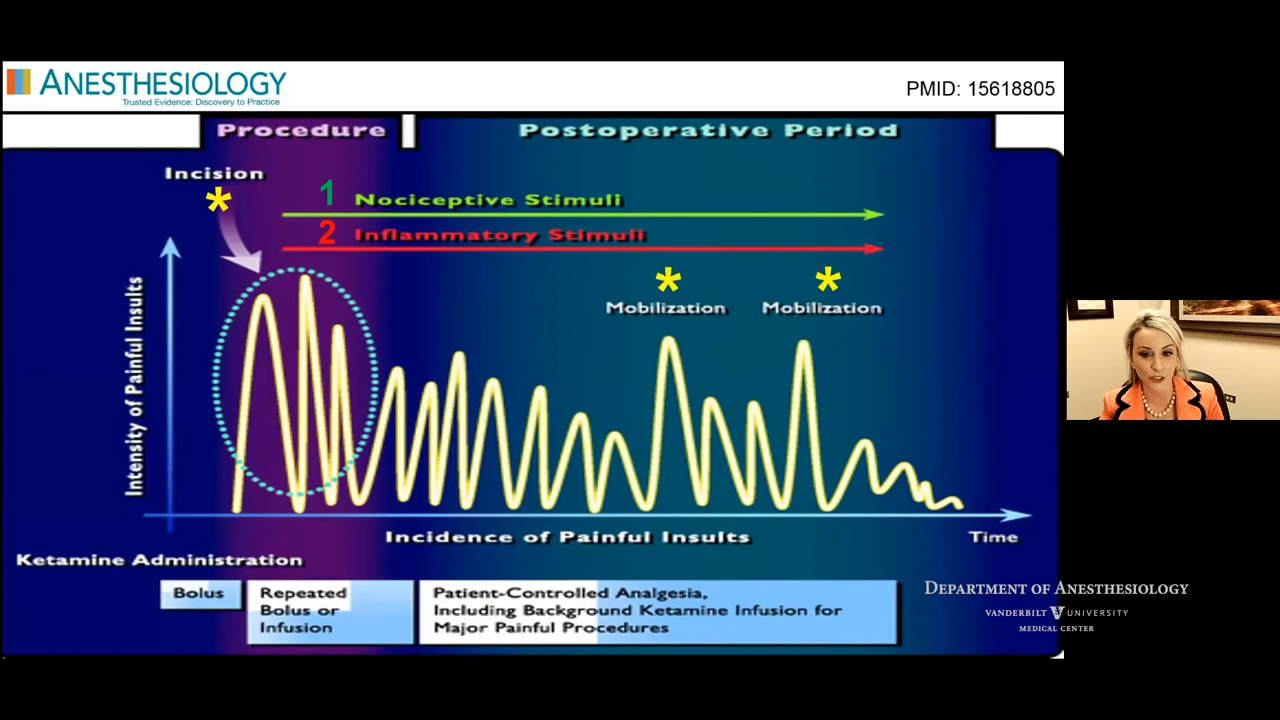 ANESTHESIOLOGY
Trusted Evidence: Discovery to Practice
PMID: 15618805
Procedure
Postoperative Period
Incision
*
1 Nociceptive Stimuli
2 Inflammatory Stimuli
* *
Mobilization Mobilization
Intensity of Painful Insults
Incidence of Painful Insults
Time
Ketamine Administration
Bolus
Repeated
Bolus or
Infusion
Patient-Controlled Analgesia,
Including Background Ketamine Infusion for
Major Painful Procedures
DEPARTMENT OF ANESTHESIOLOGY
VANDERBILT V UNIVERSITY
MEDICAL CENTER